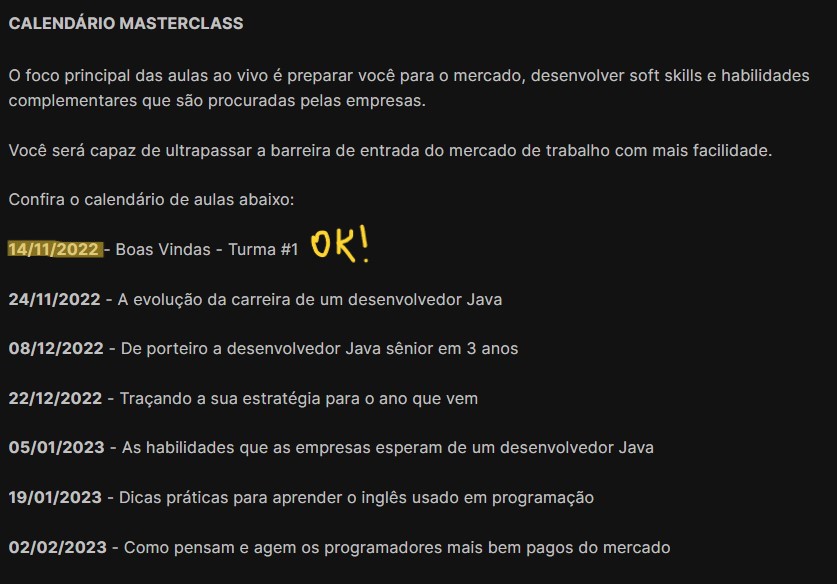 CALENDÁRIO MASTERCLASS
O foco principal das aulas ao vivo é preparar você para o mercado, desenvolver soft skills e habilidades
complementares que são procuradas pelas empresas.
Você será capaz de ultrapassar a barreira de entrada do mercado de trabalho com mais facilidade.
Confira o calendário de aulas abaixo:
14/11/2022 - Boas Vindas - Turma #1 OK!
24/11/2022 - A evolução da carreira de um desenvolvedor Java
08/12/2022 - De porteiro a desenvolvedor Java sênior em 3 anos
22/12/2022 - Traçando a sua estratégia para o ano que vem
05/01/2023 - As habilidades que as empresas esperam de um desenvolvedor Java
19/01/2023 - Dicas práticas para aprender o inglês usado em programação
02/02/2023 - Como pensam e agem os programadores mais bem pagos do mercado